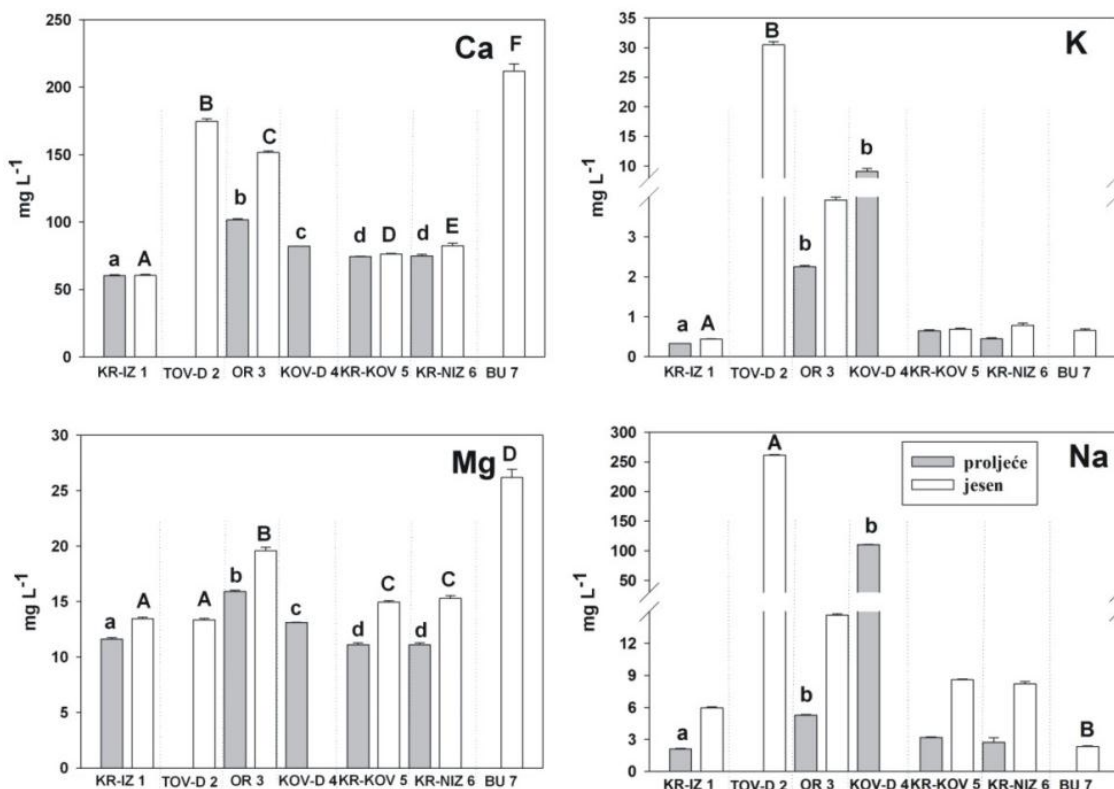 Ca
250
200
150
100
50
0
mg L-1
a A B b C c d D d E F
KR-IZ 1 TOV-D 2 OR 3 KOV-D 4 KR-KOV 5 KR-NIZ 6 BU 7
K
35
30
25
20
15
10
3
2
1
0
mg L-1
a A B b b
KR-IZ 1 TOV-D 2 OR 3 KOV-D 4 KR-KOV 5 KR-NIZ 6 BU 7
Mg
30
25
20
15
10
5
0
mg L-1
a A A b B c d C d C D
KR-IZ 1 TOV-D 2 OR 3 KOV-D 4 KR-KOV 5 KR-NIZ 6 BU 7
Na
300
250
200
150
100
50
12
9
6
3
0
mg L-1
proljeće
jesen
a A b b B
KR-IZ 1 TOV-D 2 OR 3 KOV-D 4 KR-KOV 5 KR-NIZ 6 BU 7